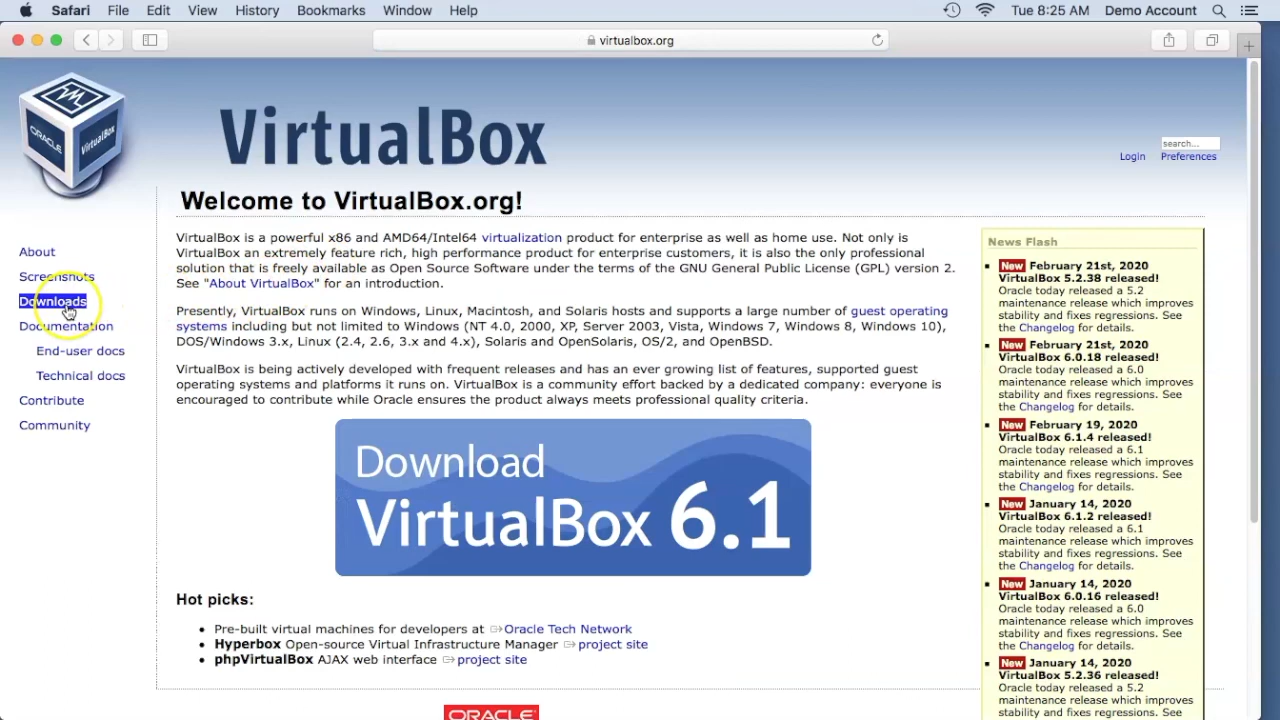 Safari File Edit View History Bookmarks Window Help Tue 8:25 AM Demo Account
virtualbox.org
ORACLE
VirtualBox
VirtualBox
search...
Login Preferences
Welcome to VirtualBox.org!
About
Screenshots
Downloads
Documentation
End-user docs
Technical docs
Contribute
Community
VirtualBox is a powerful x86 and AMD64/Intel64 virtualization product for enterprise as well as home use. Not only is
VirtualBox an extremely feature rich, high performance product for enterprise customers, it is also the only professional
solution that is freely available as Open Source Software under the terms of the GNU General Public License (GPL) version 2.
See "About VirtualBox" for an introduction.
Presently, VirtualBox runs on Windows, Linux, Macintosh, and Solaris hosts and supports a large number of guest operating
systems including but not limited to Windows (NT 4.0, 2000, XP, Server 2003, Vista, Windows 7, Windows 8, Windows 10),
DOS/Windows 3.x, Linux (2.4, 2.6, 3.x and 4.x), Solaris and OpenSolaris, OS/2, and OpenBSD.
VirtualBox is being actively developed with frequent releases and has an ever growing list of features, supported guest
operating systems and platforms it runs on. VirtualBox is a community effort backed by a dedicated company: everyone is
encouraged to contribute while Oracle ensures the product always meets professional quality criteria.
Download
VirtualBox 6.1
Hot picks:
Pre-built virtual machines for developers at Oracle Tech Network
Hyperbox Open-source Virtual Infrastructure Manager project site
phpVirtualBox AJAX web interface project site
ORACLE
News Flash
New February 21st, 2020
VirtualBox 5.2.38 released!
Oracle today released a 5.2
maintenance release which improves
stability and fixes regressions. See
the Changelog for details.
New February 21st, 2020
VirtualBox 6.0.18 released!
Oracle today released a 6.0
maintenance release which improves
stability and fixes regressions. See
the Changelog for details.
New February 19, 2020
VirtualBox 6.1.4 released!
Oracle today released a 6.1
maintenance release which improves
stability and fixes regressions. See
the Changelog for details.
New January 14, 2020
VirtualBox 6.1.2 released!
Oracle today released a 6.1
maintenance release which improves
stability and fixes regressions. See
the Changelog for details.
New January 14, 2020
VirtualBox 6.0.16 released!
Oracle today released a 6.0
maintenance release which improves
stability and fixes regressions. See
the Changelog for details.
New January 14, 2020
VirtualBox 5.2.36 released!
Oracle today released a 5.2
maintenance release which improves
stability and fixes regressions. See